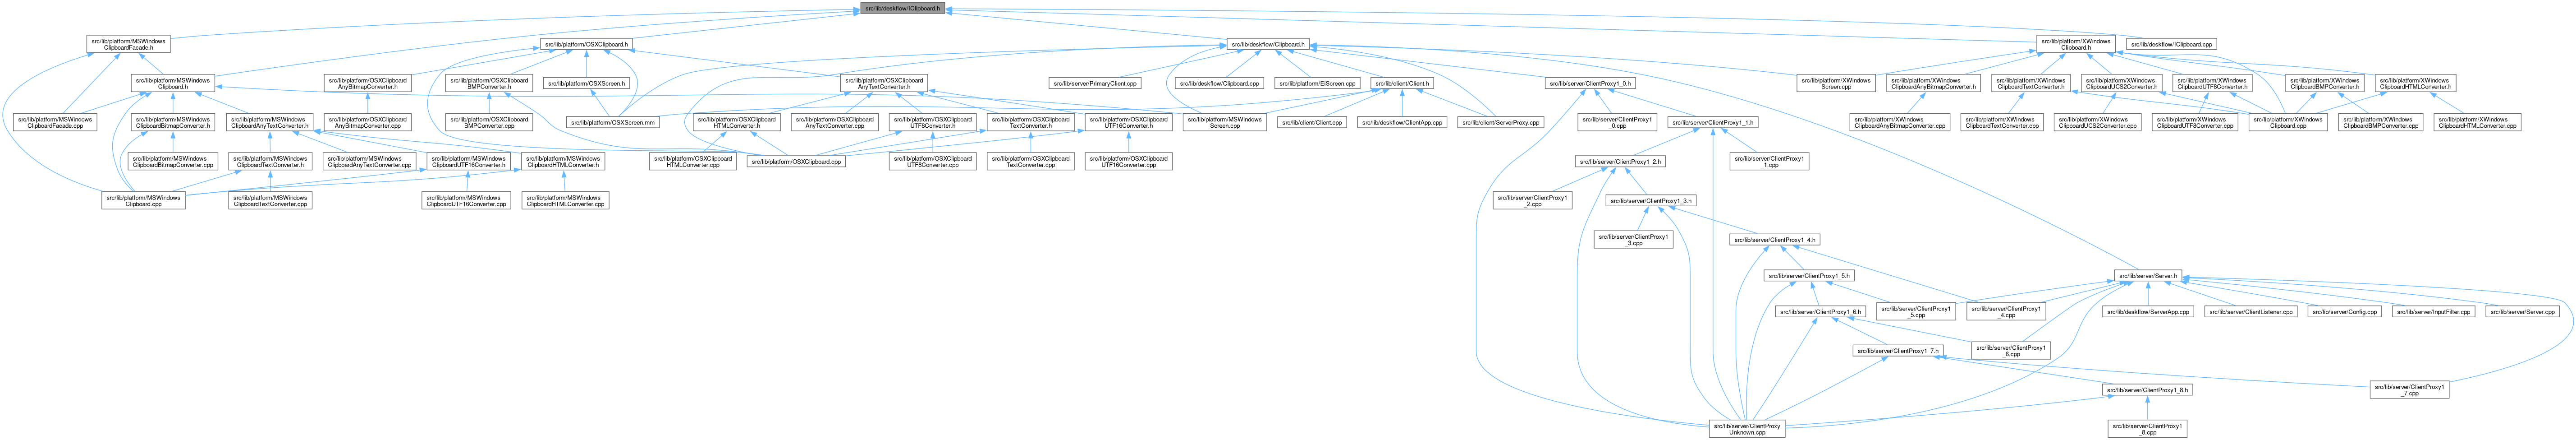 src/lib/deskflow/IClipboard.h
src/lib/platform/MSWindows
ClipboardFacade.h
src/lib/platform/OSXClipboard.h
src/lib/deskflow/Clipboard.h
src/lib/platform/XWindows
Clipboard.h
src/lib/deskflow/IClipboard.cpp
src/lib/platform/MSWindows
Clipboard.h
src/lib/platform/OSXClipboard
AnyBitmapConverter.h
src/lib/platform/OSXClipboard
BMPConverter.h
src/lib/platform/OSXScreen.h
src/lib/platform/OSXClipboard
AnyTextConverter.h
src/lib/server/PrimaryClient.cpp
src/lib/deskflow/Clipboard.cpp
src/lib/platform/EiScreen.cpp
src/lib/client/Client.h
src/lib/server/ClientProxy1_0.h
src/lib/platform/XWindows
Screen.cpp
src/lib/platform/XWindows
ClipboardAnyBitmapConverter.h
src/lib/platform/XWindows
ClipboardTextConverter.h
src/lib/platform/XWindows
ClipboardUCS2Converter.h
src/lib/platform/XWindows
ClipboardUTF8Converter.h
src/lib/platform/XWindows
ClipboardBMPConverter.h
src/lib/platform/XWindows
ClipboardHTMLConverter.h
src/lib/platform/MSWindows
ClipboardFacade.cpp
src/lib/platform/MSWindows
ClipboardBitmapConverter.h
src/lib/platform/MSWindows
ClipboardAnyTextConverter.h
src/lib/platform/OSXClipboard
AnyBitmapConverter.cpp
src/lib/platform/OSXClipboard
BMPConverter.cpp
src/lib/platform/OSXScreen.mm
src/lib/platform/OSXClipboard
HTMLConverter.h
src/lib/platform/OSXClipboard
AnyTextConverter.cpp
src/lib/platform/OSXClipboard
UTF8Converter.h
src/lib/platform/OSXClipboard
TextConverter.h
src/lib/platform/OSXClipboard
UTF16Converter.h
src/lib/platform/MSWindows
Screen.cpp
src/lib/client/Client.cpp
src/lib/deskflow/ClientApp.cpp
src/lib/client/ServerProxy.cpp
src/lib/server/ClientProxy1
_0.cpp
src/lib/server/ClientProxy1_1.h
src/lib/platform/XWindows
ClipboardAnyBitmapConverter.cpp
src/lib/platform/XWindows
ClipboardTextConverter.cpp
src/lib/platform/XWindows
ClipboardUCS2Converter.cpp
src/lib/platform/XWindows
ClipboardUTF8Converter.cpp
src/lib/platform/XWindows
Clipboard.cpp
src/lib/platform/XWindows
ClipboardBMPConverter.cpp
src/lib/platform/XWindows
ClipboardHTMLConverter.cpp
src/lib/platform/MSWindows
ClipboardBitmapConverter.cpp
src/lib/platform/MSWindows
ClipboardTextConverter.h
src/lib/platform/MSWindows
ClipboardAnyTextConverter.cpp
src/lib/platform/MSWindows
ClipboardUTF16Converter.h
src/lib/platform/MSWindows
ClipboardHTMLConverter.h
src/lib/platform/OSXClipboard
HTMLConverter.cpp
src/lib/platform/OSXClipboard.cpp
src/lib/platform/OSXClipboard
UTF8Converter.cpp
src/lib/platform/OSXClipboard
TextConverter.cpp
src/lib/platform/OSXClipboard
UTF16Converter.cpp
src/lib/server/ClientProxy1_2.h
src/lib/server/ClientProxy1
_1.cpp
src/lib/platform/MSWindows
Clipboard.cpp
src/lib/platform/MSWindows
ClipboardTextConverter.cpp
src/lib/platform/MSWindows
ClipboardUTF16Converter.cpp
src/lib/platform/MSWindows
ClipboardHTMLConverter.cpp
src/lib/server/ClientProxy1
_2.cpp
src/lib/server/ClientProxy1_3.h
src/lib/server/ClientProxy1
_3.cpp
src/lib/server/ClientProxy1_4.h
src/lib/server/ClientProxy1_5.h
src/lib/server/Server.h
src/lib/server/ClientProxy1_6.h
src/lib/server/ClientProxy1
_5.cpp
src/lib/server/ClientProxy1
_4.cpp
src/lib/deskflow/ServerApp.cpp
src/lib/server/ClientListener.cpp
src/lib/server/Config.cpp
src/lib/server/InputFilter.cpp
src/lib/server/Server.cpp
src/lib/server/ClientProxy1_7.h
src/lib/server/ClientProxy1
_6.cpp
src/lib/server/ClientProxy1_8.h
src/lib/server/ClientProxy1
_7.cpp
src/lib/server/ClientProxy
Unknown.cpp
src/lib/server/ClientProxy1
_8.cpp